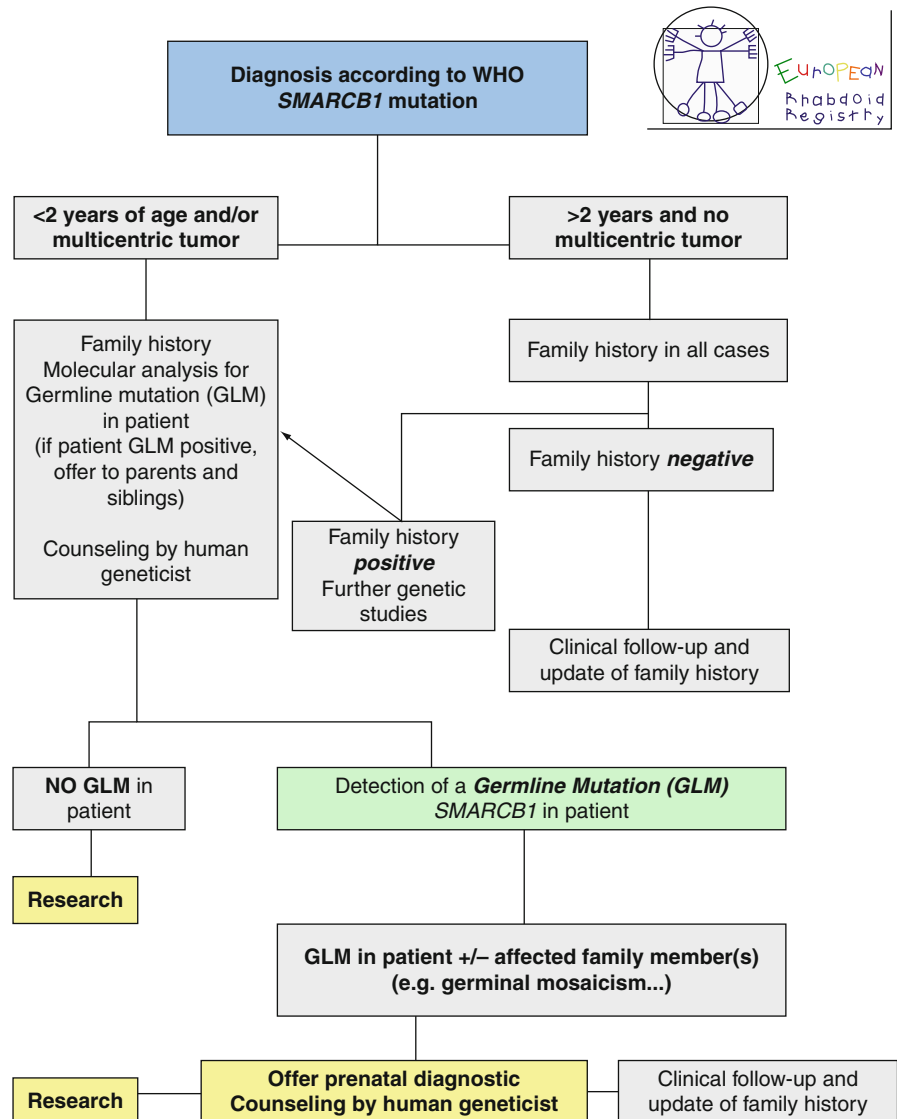 EUROPEAN
Rhabdoid
Registry
Diagnosis according to WHO
SMARCB1 mutation
<2 years of age and/or
multicentric tumor
>2 years and no
multicentric tumor
Family history
Molecular analysis for
Germline mutation (GLM)
in patient
(if patient GLM positive,
offer to parents and
siblings)
Counseling by human
geneticist
Family history in all cases
Family history negative
Family history
positive
Further genetic
studies
Clinical follow-up and
update of family history
NO GLM in
patient
Detection of a Germline Mutation (GLM)
SMARCB1 in patient
Research
GLM in patient +/– affected family member(s)
(e.g. germinal mosaicism...)
Research
Offer prenatal diagnostic
Counseling by human geneticist
Clinical follow-up and
update of family history